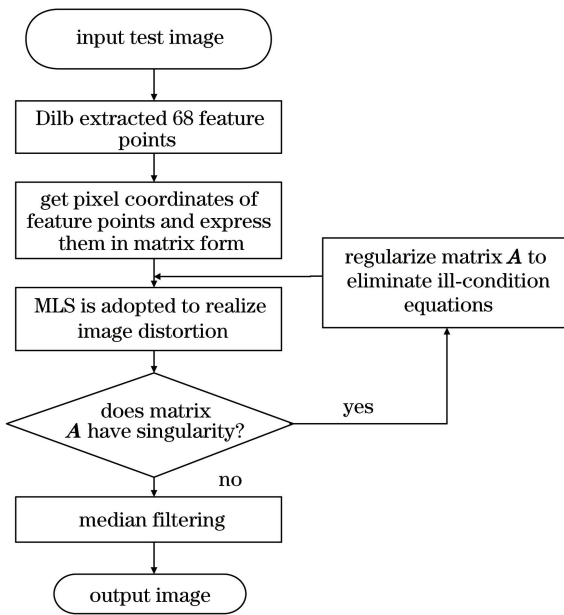 input test image
Dilb extracted 68 feature
points
get pixel coordinates of
feature points and express
them in matrix form
regularize matrix A to
eliminate ill-condition
equations
MLS is adopted to realize
image distortion
does matrix
A have singularity?
yes
no
median filtering
output image